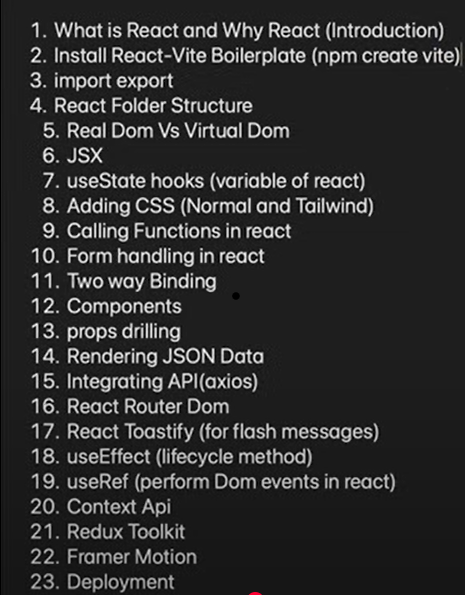 1. What is React and Why React (Introduction)
2. Install React-Vite Boilerplate (npm create vite)
3. import export
4. React Folder Structure
5. Real Dom Vs Virtual Dom
6. JSX
7. useState hooks (variable of react)
8. Adding CSS (Normal and Tailwind)
9. Calling Functions in react
10. Form handling in react
11. Two way Binding
12. Components
13. props drilling
14. Rendering JSON Data
15. Integrating API(axios)
16. React Router Dom
17. React Toastify (for flash messages)
18. useEffect (lifecycle method)
19. useRef (perform Dom events in react)
20. Context Api
21. Redux Toolkit
22. Framer Motion
23. Deployment